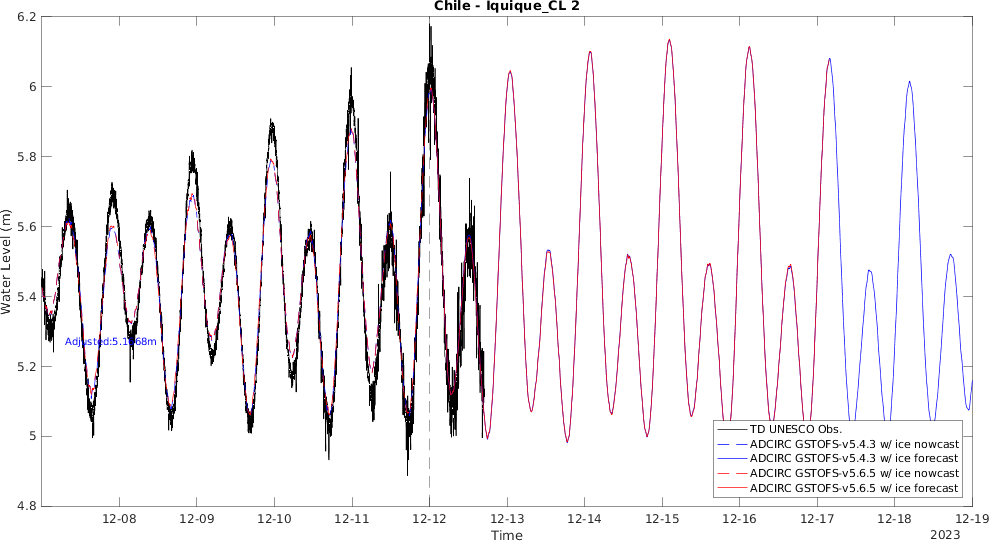 Chile - Iquique_CL 2
6.2
6
5.8
5.6
5.4
5.2
5
4.8
Water Level (m)
TD UNESCO Obs.
ADCIRC GSTOFS-v5.4.3 w/ ice nowcast
ADCIRC GSTOFS-v5.4.3 w/ ice forecast
ADCIRC GSTOFS-v5.6.5 w/ ice nowcast
ADCIRC GSTOFS-v5.6.5 w/ ice forecast
12-08 12-09 12-10 12-11 12-12 12-13 12-14 12-15 12-16 12-17 12-18 12-19
Time
2023